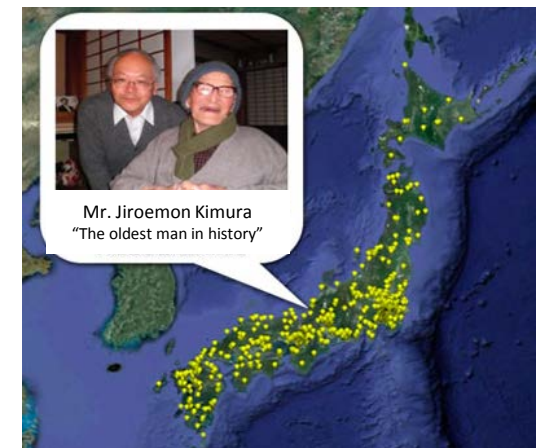 Mr. Jiroemon Kimura
“The oldest man in history”